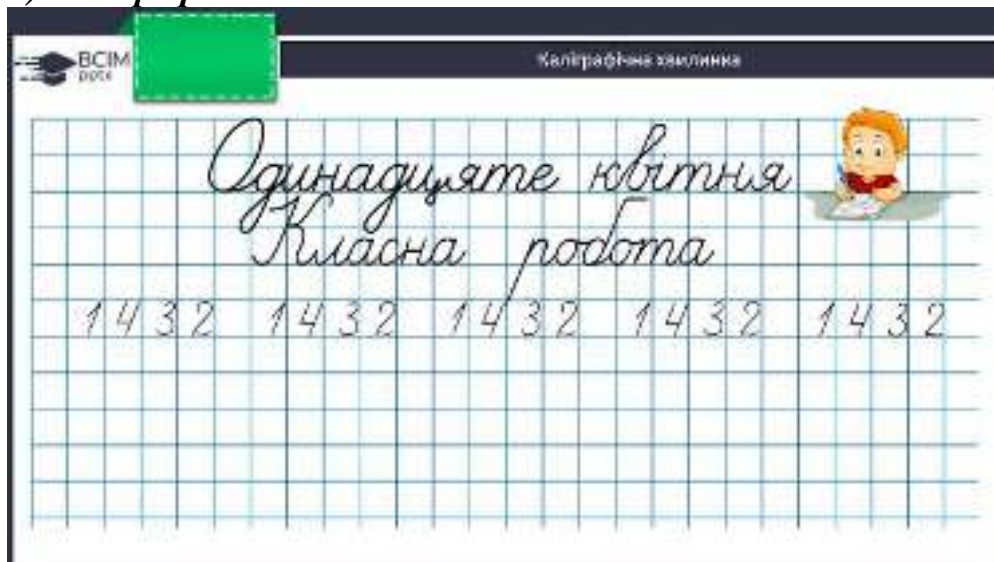 ВСІМ
pptx
Каліграфічна хвилинка
Одинадцяте квітня
Класна робота
1 4 3 2 1 4 3 2 1 4 3 2 1 4 3 2 1 4 3 2